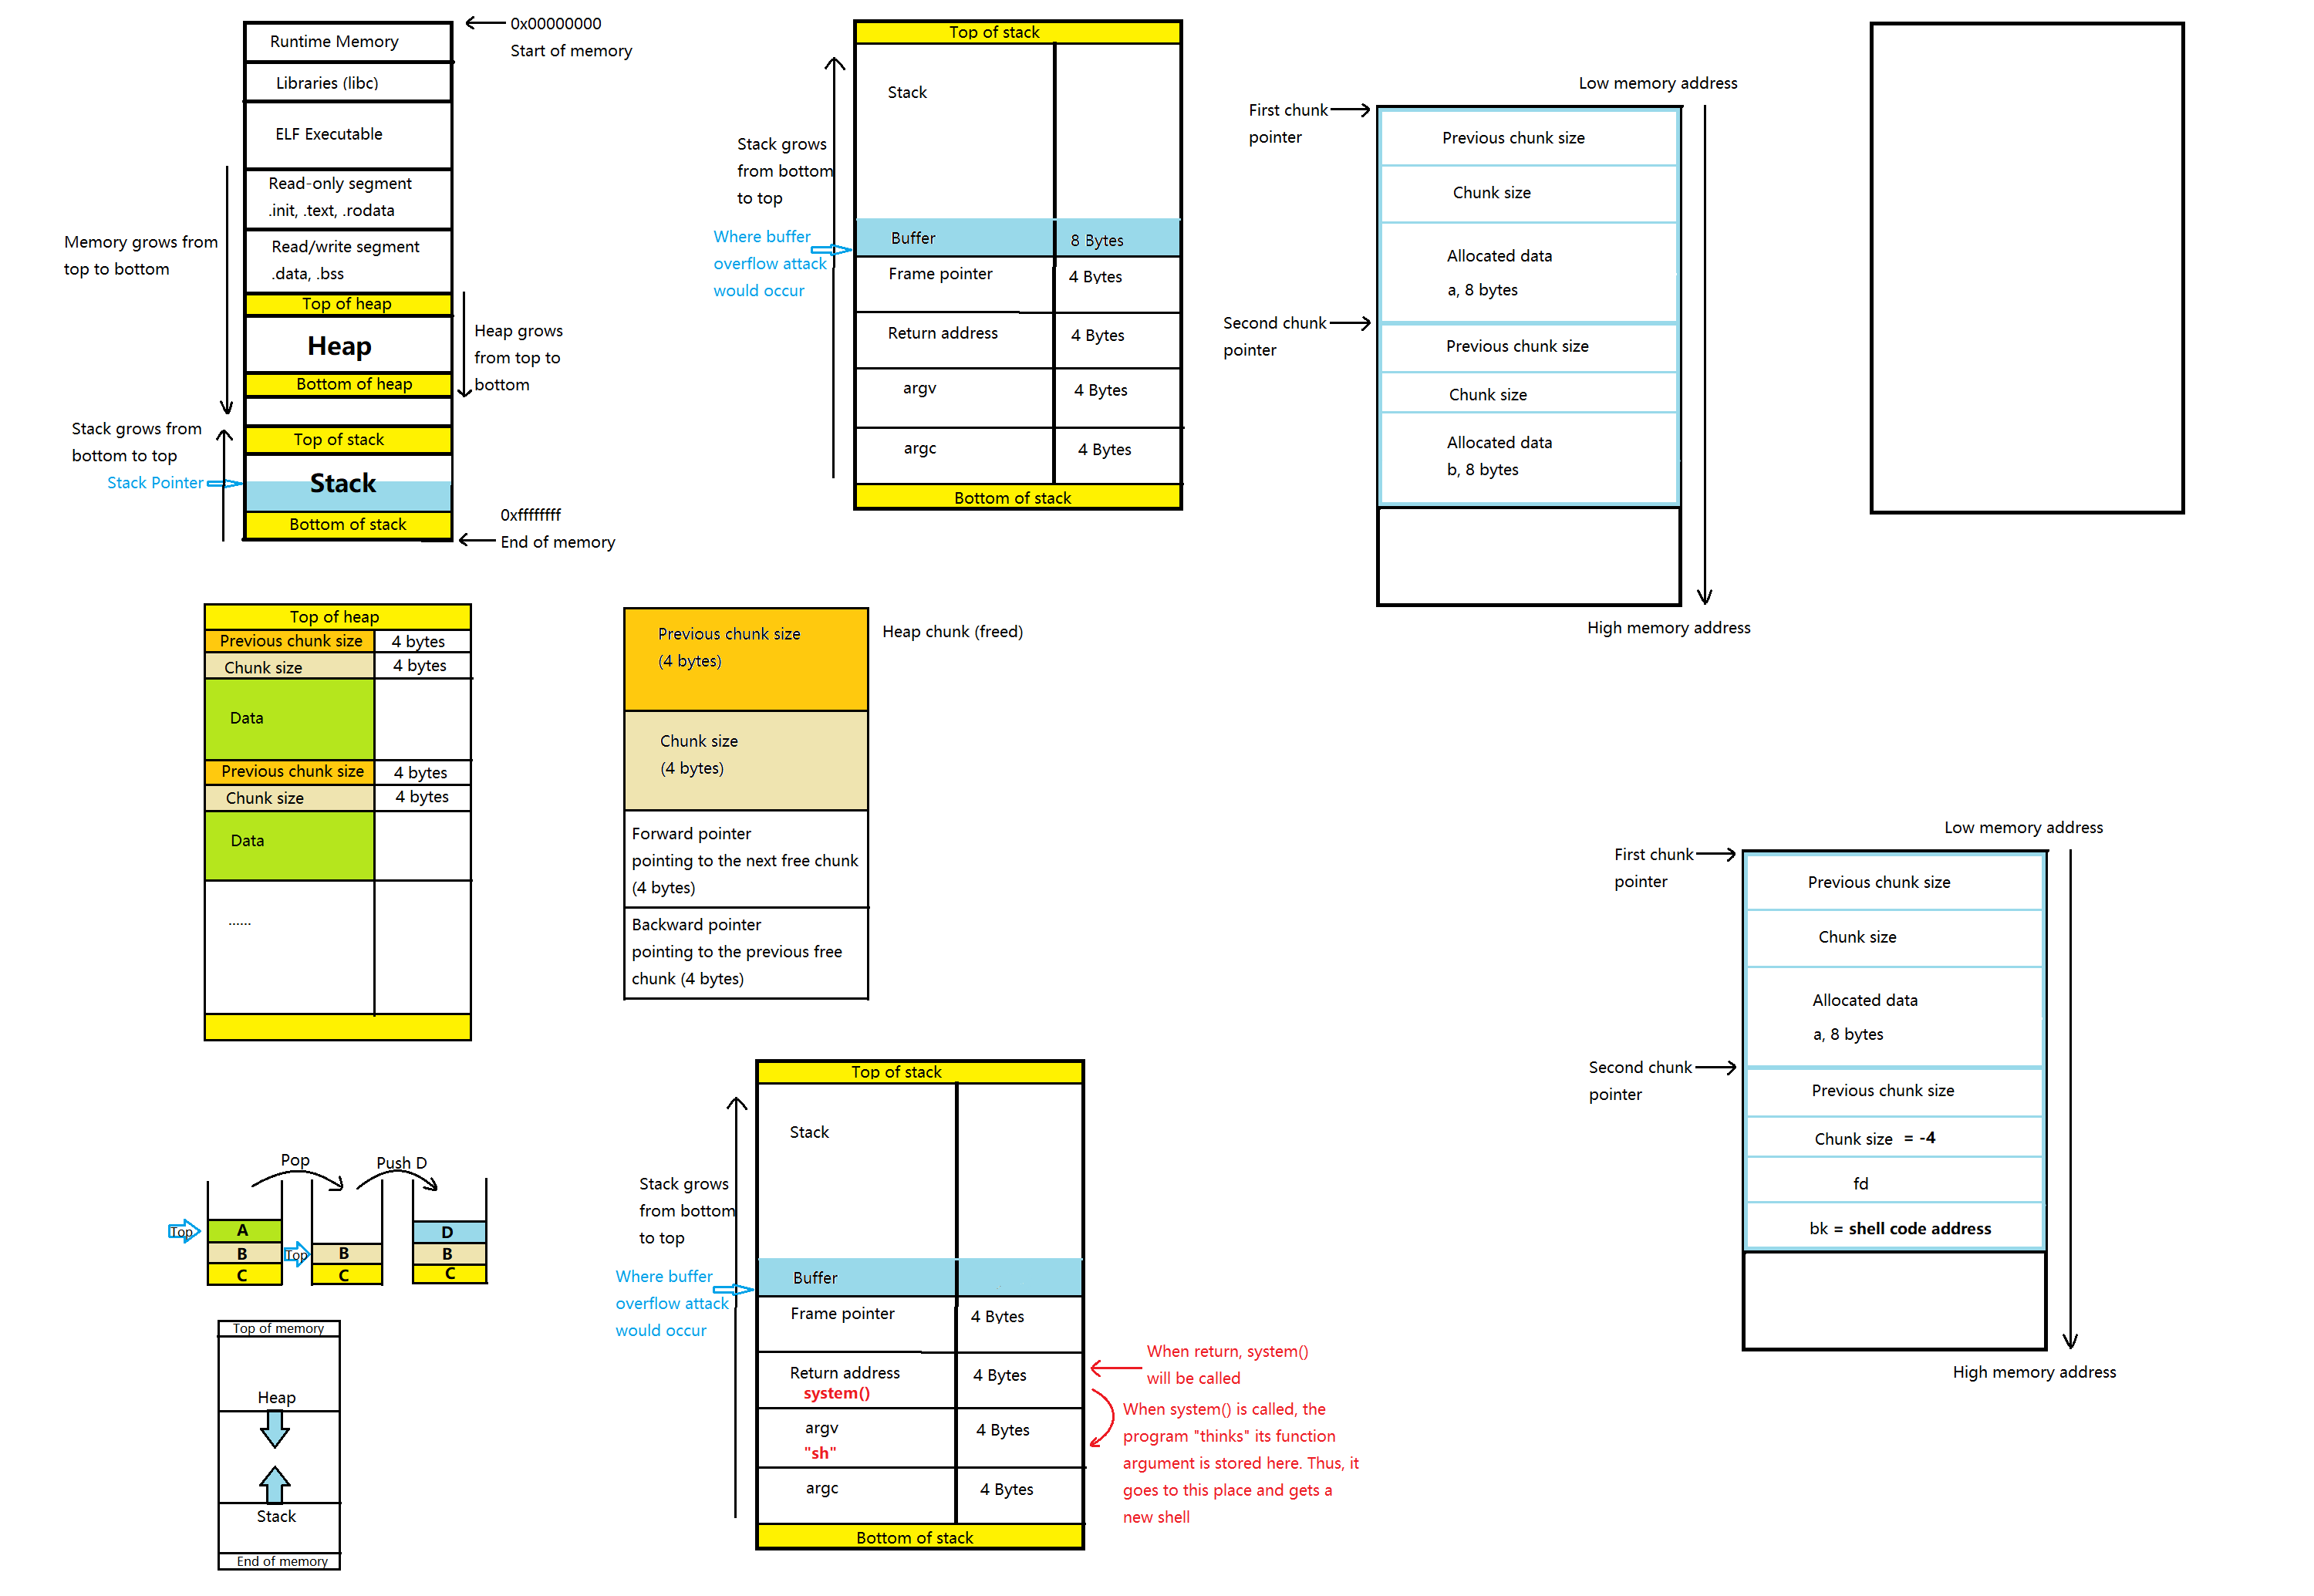 0x00000000
Start of memory
Runtime Memory
Libraries (libc)
ELF Executable
Read-only segment
.init, .text, .rodata
Read/write segment
.data, .bss
Top of heap
Heap
Bottom of heap
Top of stack
Stack
Bottom of stack
Memory grows from
top to bottom
Heap grows
from top to
bottom
Stack grows from
bottom to top
Stack Pointer
0xffffffff
End of memory
Top of stack
Stack
Stack grows
from bottom
to top
Where buffer
overflow attack
would occur
Buffer 8 Bytes
Frame pointer 4 Bytes
Return address 4 Bytes
argv 4 Bytes
argc 4 Bytes
Bottom of stack
Low memory address
First chunk
pointer
Previous chunk size
Chunk size
Allocated data
a, 8 bytes
Second chunk
pointer
Previous chunk size
Chunk size
Allocated data
b, 8 bytes
High memory address
Top of heap
Previous chunk size 4 bytes
Chunk size 4 bytes
Data
Previous chunk size 4 bytes
Chunk size 4 bytes
Data
......
Heap chunk (freed)
Previous chunk size
(4 bytes)
Chunk size
(4 bytes)
Forward pointer
pointing to the next free chunk
(4 bytes)
Backward pointer
pointing to the previous free
chunk (4 bytes)
Low memory address
First chunk
pointer
Previous chunk size
Chunk size
Allocated data
a, 8 bytes
Second chunk
pointer
Previous chunk size
Chunk size = -4
fd
bk = shell code address
High memory address
Pop
Push D
Top
A
B
C
Top
B
C
D
B
C
Top of memory
Heap
Stack
End of memory
Top of stack
Stack
Stack grows
from bottom
to top
Where buffer
overflow attack
would occur
Buffer
Frame pointer 4 Bytes
Return address 4 Bytes
system()
argv 4 Bytes
"sh"
argc 4 Bytes
Bottom of stack
When return, system()
will be called
When system() is called, the
program "thinks" its function
argument is stored here. Thus, it
goes to this place and gets a
new shell